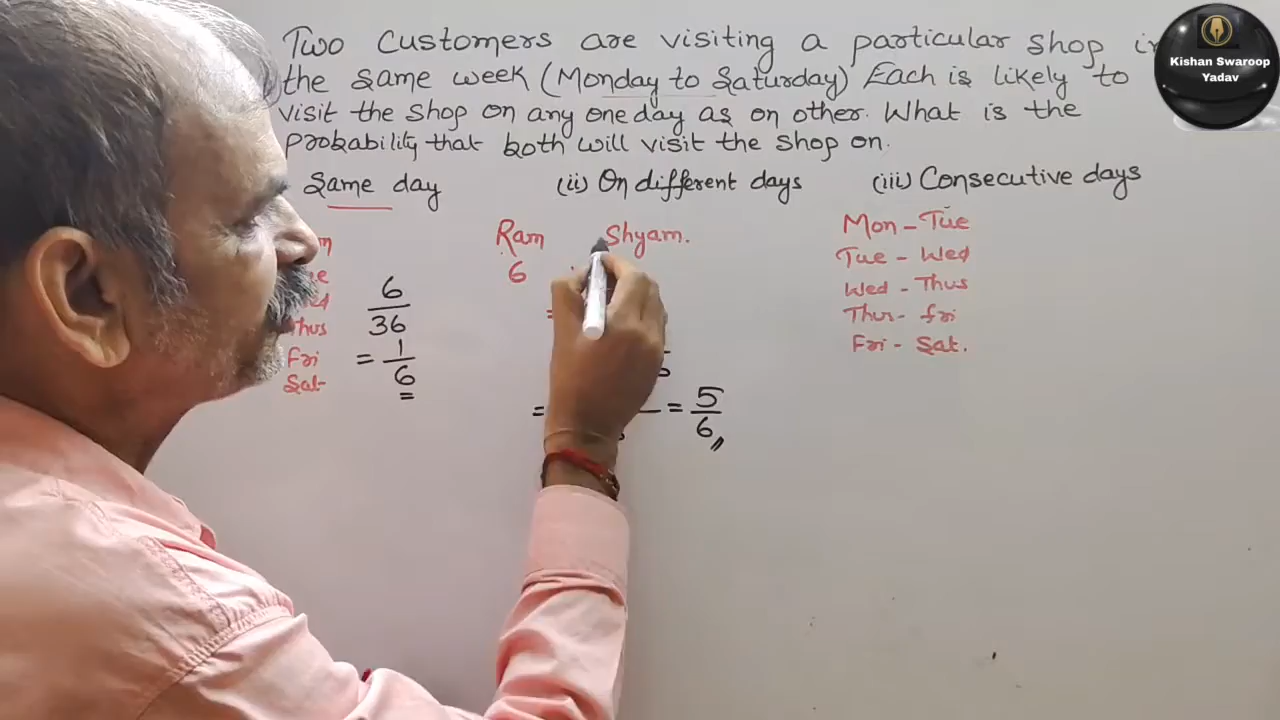 Two Customers are visiting a particular shop in
the same week (Monday to Saturday) Each is likely to
visit the shop on any one day as on other. What is the
probability that both will visit the shop on.
Same day
(ii) On different days
(iii) Consecutive days
Thus
Fri
Sat
6/36
= 1/6
Ram Shyam.
6
= 5/6
Mon - Tue
Tue - Wed
Wed - Thus
Thus - fri
Fri - Sat.
Kishan Swaroop
Yadav